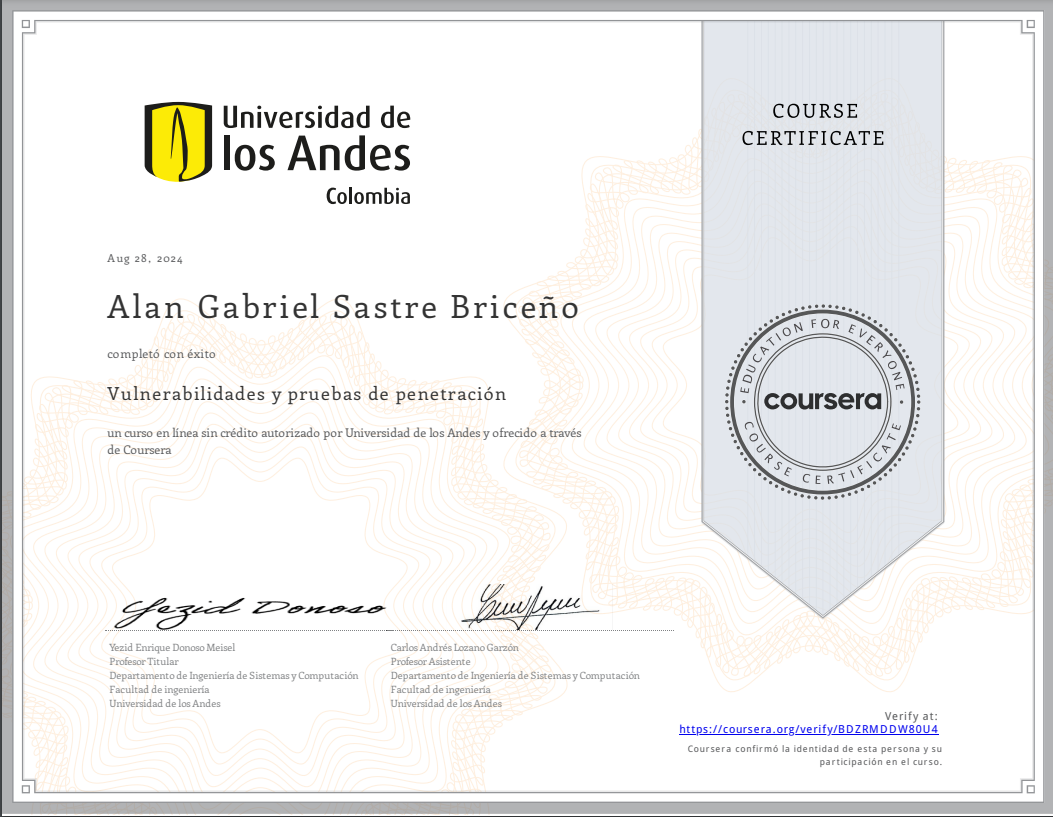 Universidad de
los Andes
Colombia
COURSE
CERTIFICATE
Aug 28, 2024
Alan Gabriel Sastre Briceño
completó con éxito
Vulnerabilidades y pruebas de penetración
un curso en línea sin crédito autorizado por Universidad de los Andes y ofrecido a través
de Coursera
EDUCATION FOR EVERYONE
coursera
COURSE CERTIFICATE
Yezid Donoso
Yezid Enrique Donoso Meisel
Profesor Titular
Departamento de Ingeniería de Sistemas y Computación
Facultad de ingeniería
Universidad de los Andes
Carlos Andrés Lozano Garzón
Profesor Asistente
Departamento de Ingeniería de Sistemas y Computación
Facultad de ingeniería
Universidad de los Andes
Verify at:
https://coursera.org/verify/BDZRMDDW80U4
Coursera confirmó la identidad de esta persona y su
participación en el curso.